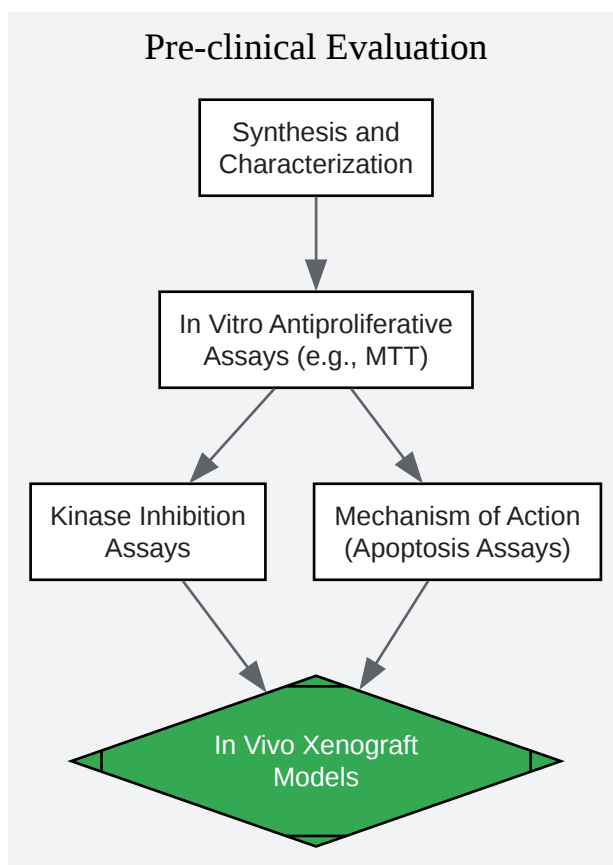 Pre-clinical Evaluation
Synthesis and
Characterization
In Vitro Antiproliferative
Assays (e.g., MTT)
Kinase Inhibition
Assays
Mechanism of Action
(Apoptosis Assays)
In Vivo Xenograft
Models